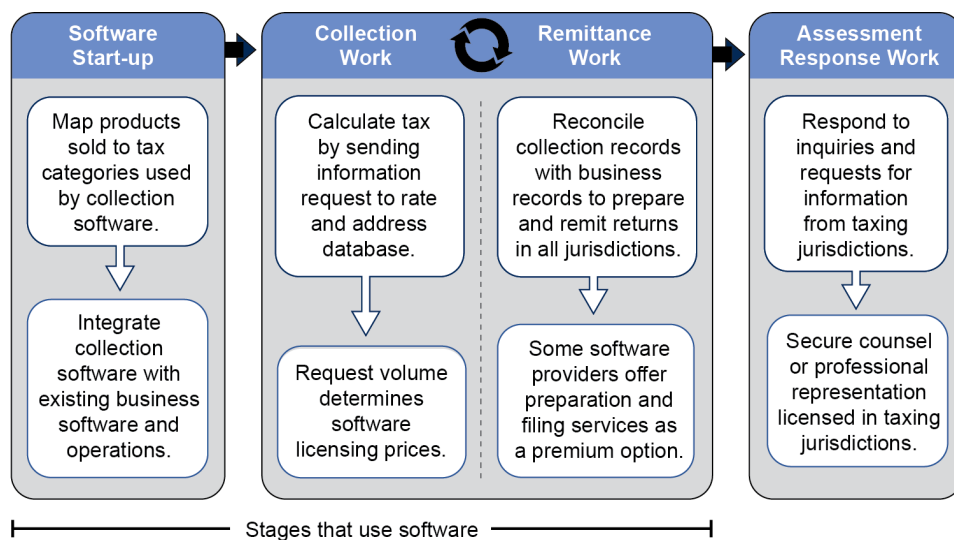 Software
Start-up
Map products
sold to tax
categories used
by collection
software.
Integrate
collection
software with
existing business
software and
operations.
Collection
Work
Calculate tax
by sending
information
request to rate
and address
database.
Request volume
determines
software
licensing prices.
Remittance
Work
Reconcile
collection records
with business
records to prepare
and remit returns
in all jurisdictions.
Some software
providers offer
preparation and
filing services as
a premium option.
Assessment
Response Work
Respond to
inquiries and
requests for
information
from taxing
jurisdictions.
Secure counsel
or professional
representation
licensed in taxing
jurisdictions.
Stages that use software